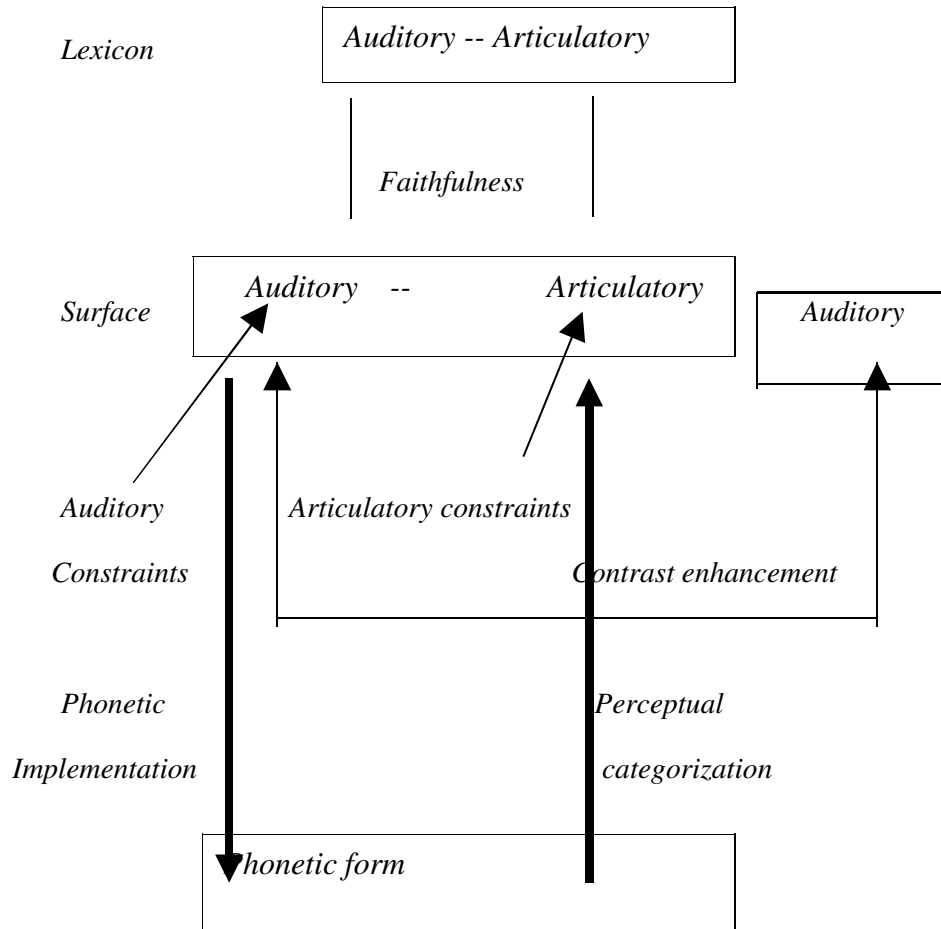 Lexicon
Auditory -- Articulatory
Faithfulness
Surface
Auditory -- Articulatory
Auditory
Auditory
Constraints
Articulatory constraints
Contrast enhancement
Phonetic
Implementation
Perceptual
categorization
Phonetic form